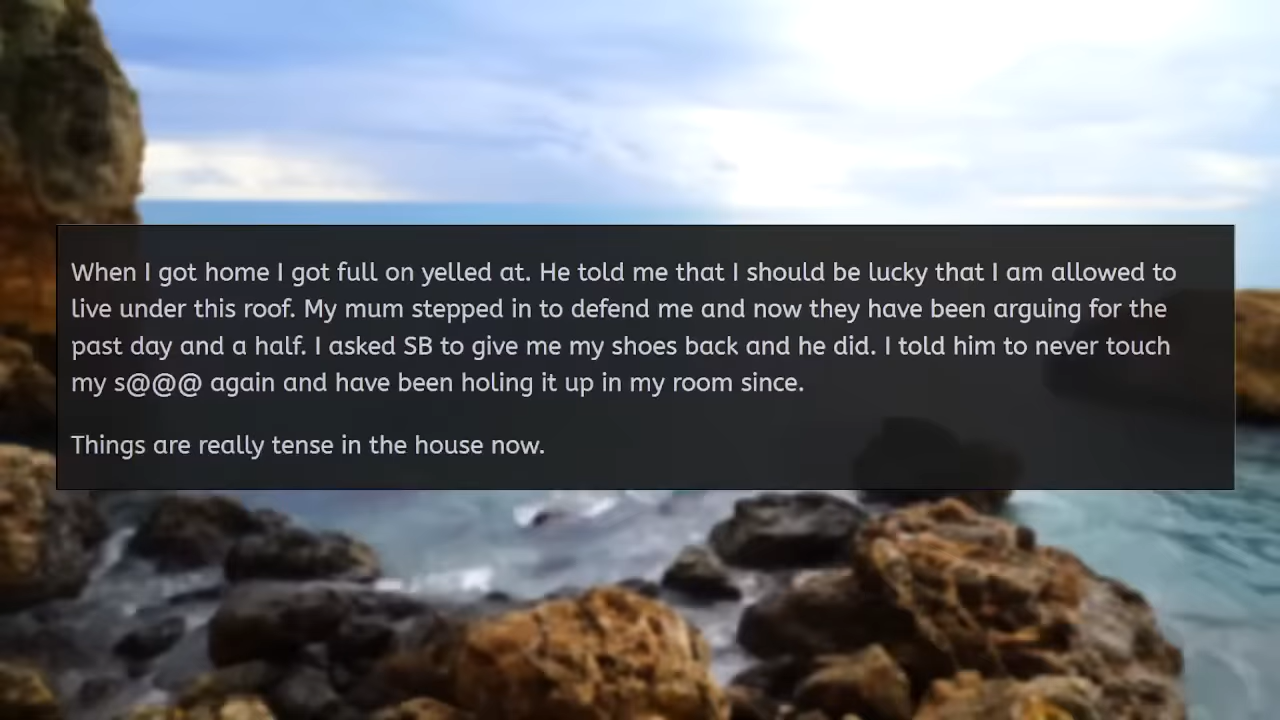 When I got home I got full on yelled at. He told me that I should be lucky that I am allowed to
live under this roof. My mum stepped in to defend me and now they have been arguing for the
past day and a half. I asked SB to give me my shoes back and he did. I told him to never touch
my s@@@ again and have been holing it up in my room since.
Things are really tense in the house now.